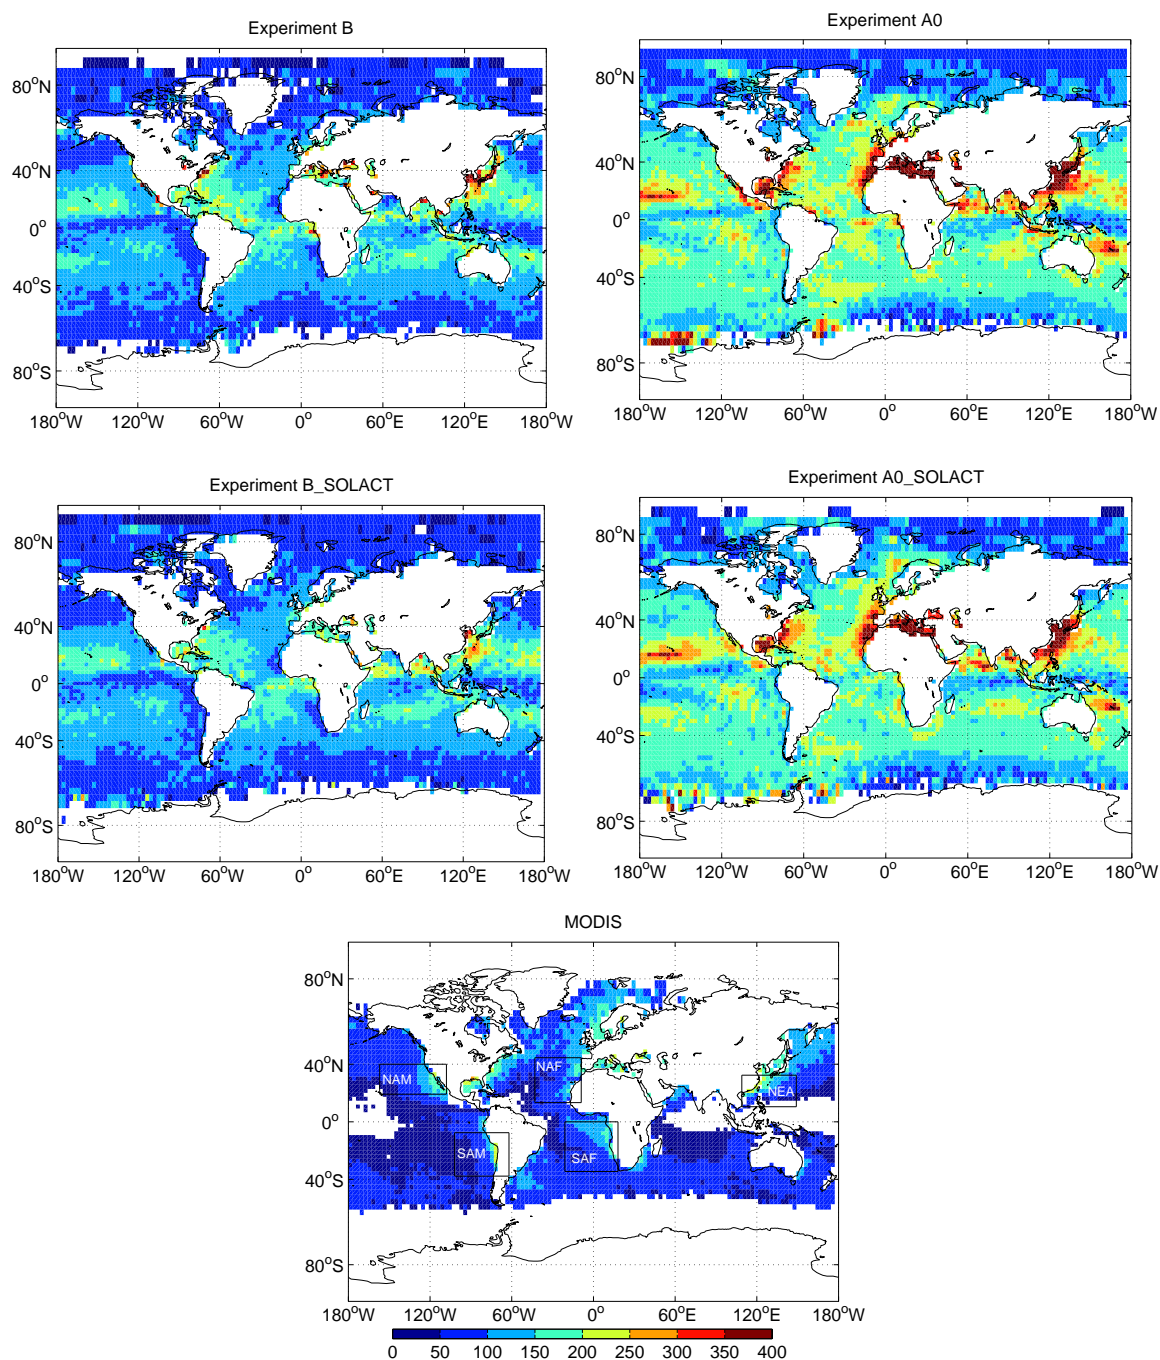 Experiment B
80°N
40°N
0°
40°S
80°S
180°W 120°W 60°W 0° 60°E 120°E 180°W
Experiment A0
80°N
40°N
0°
40°S
80°S
180°W 120°W 60°W 0° 60°E 120°E 180°W
Experiment B_SOLACT
80°N
40°N
0°
40°S
80°S
180°W 120°W 60°W 0° 60°E 120°E 180°W
Experiment A0_SOLACT
80°N
40°N
0°
40°S
80°S
180°W 120°W 60°W 0° 60°E 120°E 180°W
MODIS
80°N
40°N
NAM
NAF
NEA
0°
SAM
SAF
40°S
80°S
180°W 120°W 60°W 0° 60°E 120°E 180°W
0 50 100 150 200 250 300 350 400